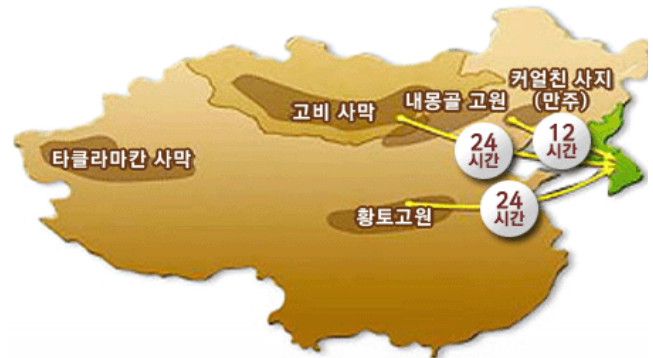 커얼친 사지
(만주)
내몽골 고원
고비 사막
24
시간
12
시간
타클라마칸 사막
24
시간
황토고원